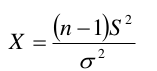 X = (n − 1)S² / σ²